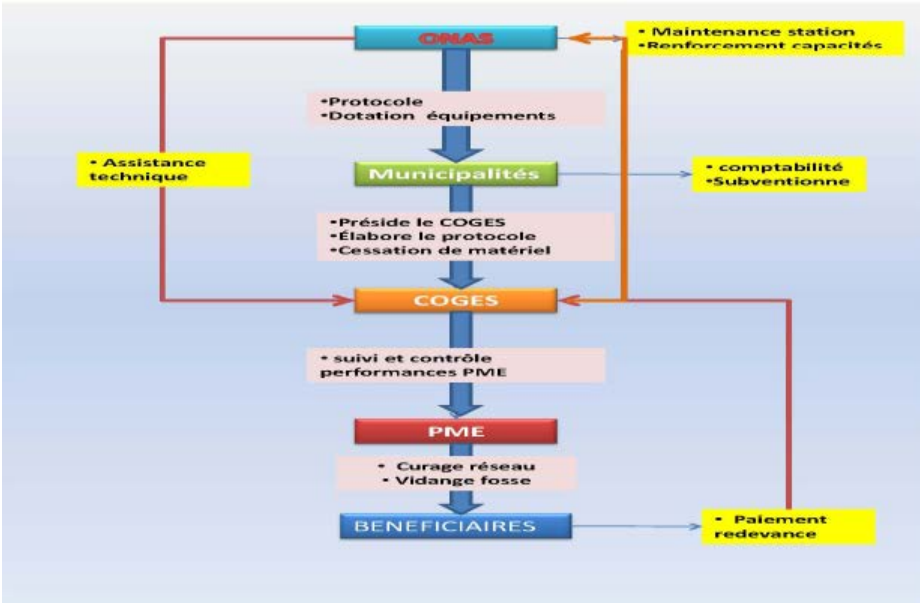 ONAS
• Maintenance station
•Renforcement capacités
•Protocole
•Dotation équipements
• Assistance
technique
Municipalités
• comptabilité
•Subventionne
•Préside le COGES
•Élabore le protocole
•Cessation de matériel
COGES
• suivi et contrôle
performances PME
PME
• Curage réseau
• Vidange fosse
BENEFICIAIRES
• Paiement
redevance